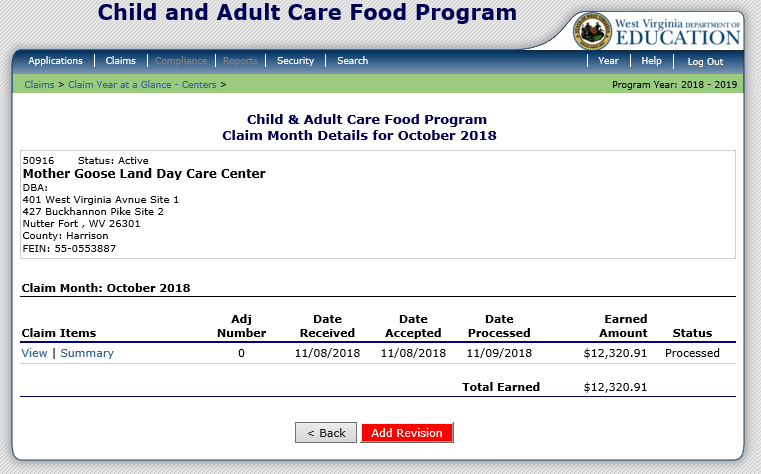 Child and Adult Care Food Program
West Virginia DEPARTMENT OF
EDUCATION
Applications | Claims | Compliance | Reports | Security | Search | Year | Help | Log Out
Claims > Claim Year at a Glance - Centers > Program Year: 2018 - 2019
Child & Adult Care Food Program
Claim Month Details for October 2018
50916 Status: Active
Mother Goose Land Day Care Center
DBA:
401 West Virginia Avnue Site 1
427 Buckhannon Pike Site 2
Nutter Fort , WV 26301
County: Harrison
FEIN: 55-0553887
Claim Month: October 2018
Adj Date Date Date Earned
Claim Items Number Received Accepted Processed Amount Status
View | Summary 0 11/08/2018 11/08/2018 11/09/2018 $12,320.91 Processed
Total Earned $12,320.91
< Back Add Revision